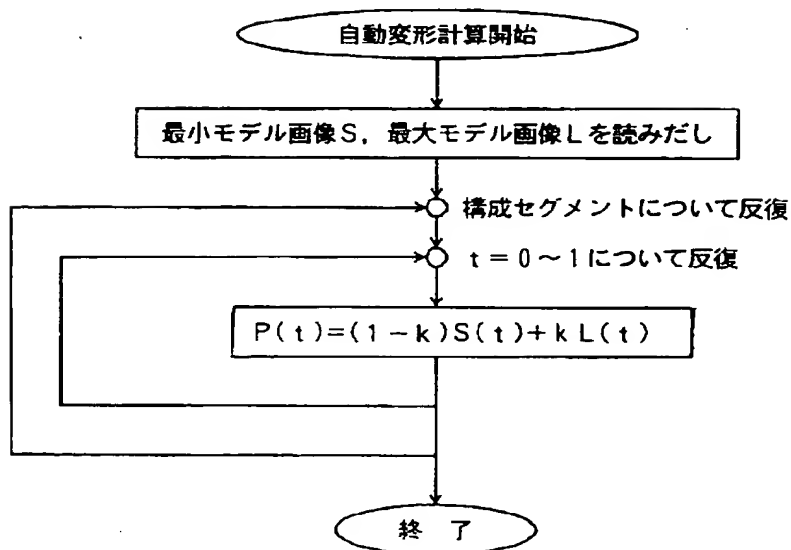 自動変形計算開始
最小モデル画像S，最大モデル画像Lを読みだし
構成セグメントについて反復
t＝0～1について反復
P(t)=(1-k)S(t)+kL(t)
終 了